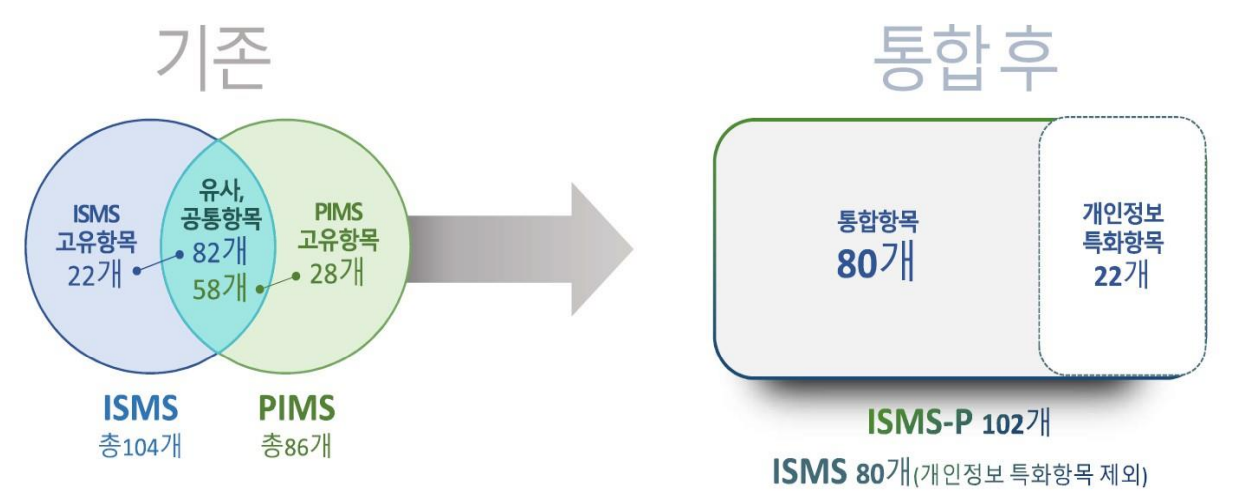 기존
ISMS
고유항목
22개
유사,
공통항목
82개
58개
PIMS
고유항목
28개
ISMS
총104개
PIMS
총86개
통합 후
통합항목
80개
개인정보
특화항목
22개
ISMS-P 102개
ISMS 80개(개인정보 특화항목 제외)